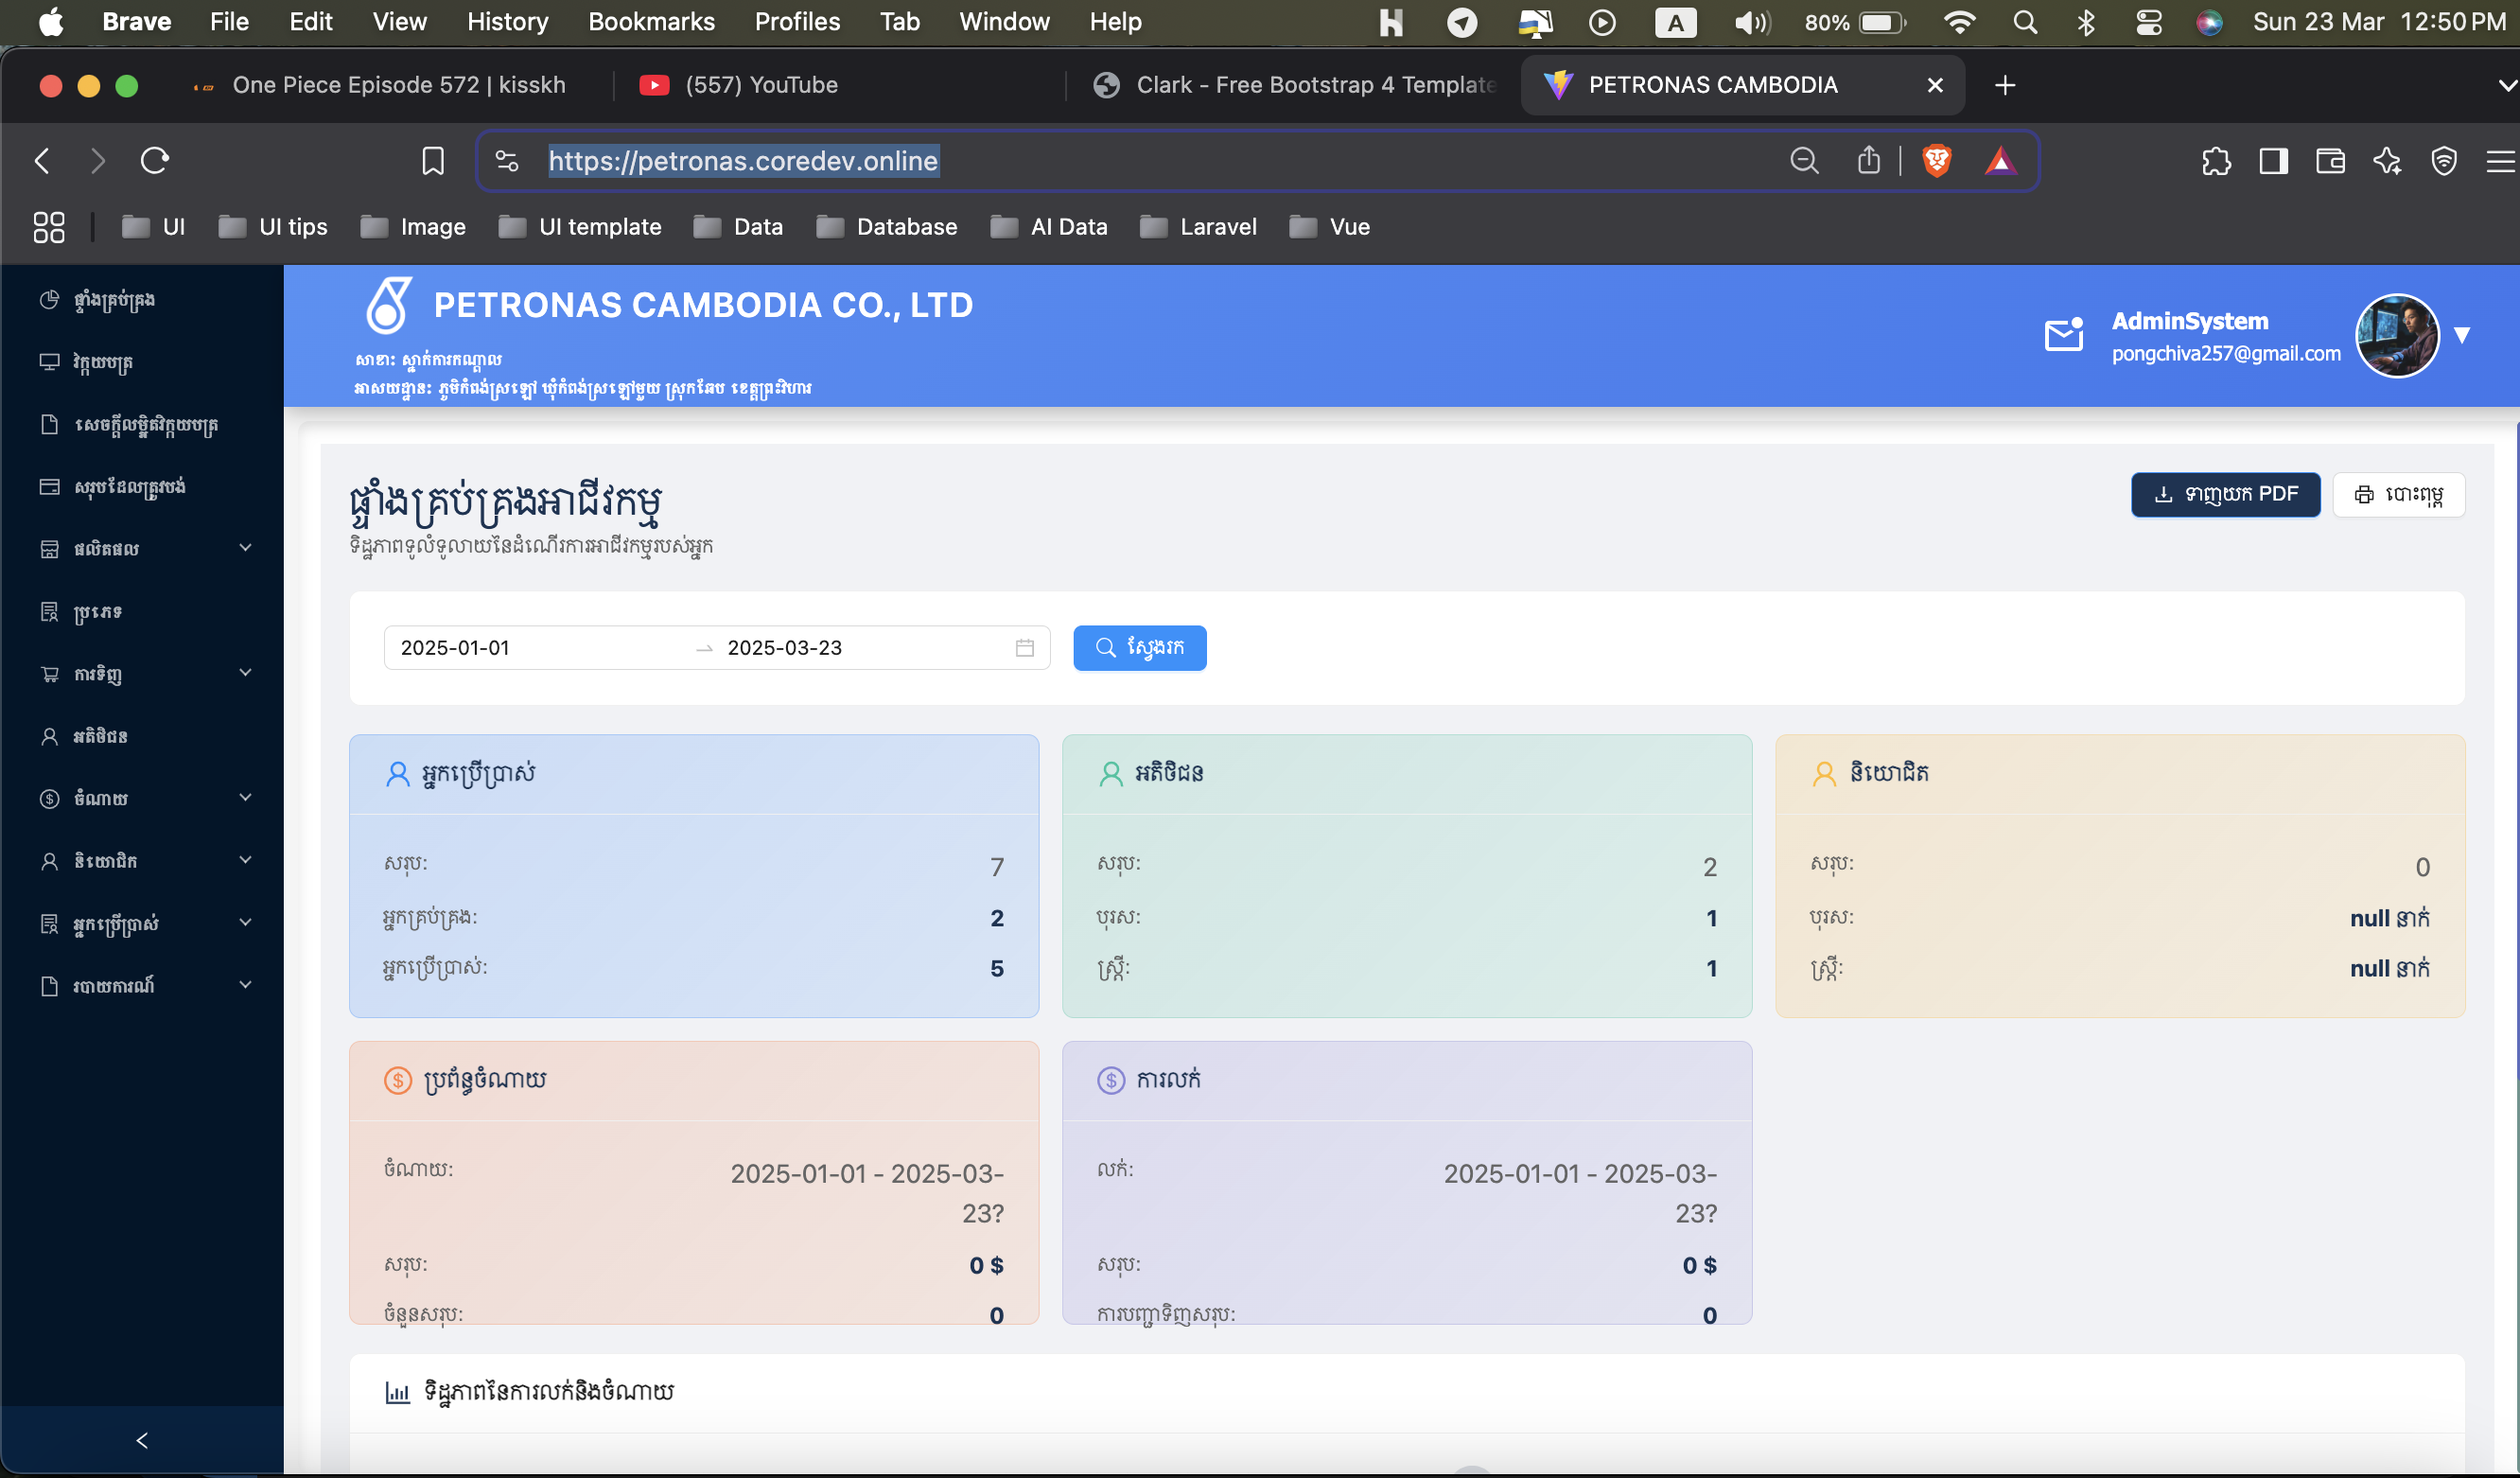 Brave File Edit View History Bookmarks Profiles Tab Window Help 80% Sun 23 Mar 12:50 PM
One Piece Episode 572 | kisskh (557) YouTube Clark - Free Bootstrap 4 Template PETRONAS CAMBODIA
https://petronas.coredev.online
UI UI tips Image UI template Data Database AI Data Laravel Vue
PETRONAS CAMBODIA CO., LTD
សាខា: ស្នាក់ការកណ្តាល
អាសយដ្ឋាន: ភូមិកំពង់ស្រឡៅ ឃុំកំពង់ស្រឡៅមួយ ស្រុកឆែប ខេត្តព្រះវិហារ
AdminSystem
pongchiva257@gmail.com
ផ្ទាំងគ្រប់គ្រង
វិក្កយបត្រ
សេចក្តីលម្អិតវិក្កយបត្រ
សរុបដែលត្រូវបង់
ផលិតផល
ប្រភេទ
ការទិញ
អតិថិជន
ចំណាយ
និយោជិក
អ្នកប្រើប្រាស់
របាយការណ៍
ផ្ទាំងគ្រប់គ្រងអាជីវកម្ម
ទិដ្ឋភាពទូលំទូលាយនៃដំណើរការអាជីវកម្មរបស់អ្នក
ទាញយក PDF បោះពុម្ព
2025-01-01 2025-03-23 ស្វែងរក
អ្នកប្រើប្រាស់
សរុប: 7
អ្នកគ្រប់គ្រង: 2
អ្នកប្រើប្រាស់: 5
អតិថិជន
សរុប: 2
បុរស: 1
ស្ត្រី: 1
និយោជិត
សរុប: 0
បុរស: null នាក់
ស្ត្រី: null នាក់
ប្រព័ន្ធចំណាយ
ចំណាយ: 2025-01-01 - 2025-03-
23?
សរុប: 0 $
ចំនួនសរុប: 0
ការលក់
លក់: 2025-01-01 - 2025-03-
23?
សរុប: 0 $
ការបញ្ជាទិញសរុប: 0
ទិដ្ឋភាពនៃការលក់និងចំណាយ